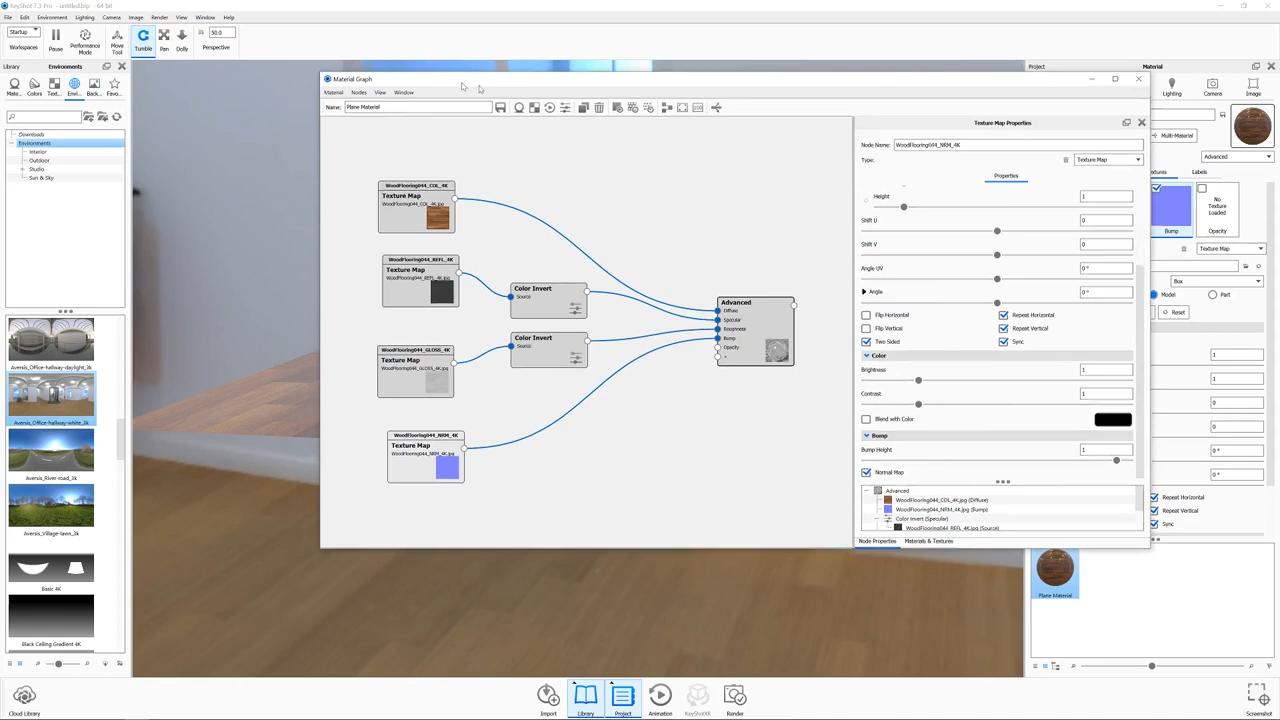 KeyShot 7.3 Pro - untitled.bip - 64 bit
File Edit Environment Lighting Camera Image Render View Window Help
Startup
50.0
Workspaces
Pause
Performance Mode
Move Tool
Tumble
Pan
Dolly
Perspective
Library
Environments
Mate...
Colors
Text...
Envi...
Back...
Favo...
Downloads
Environments
Interior
Outdoor
Studio
Sun & Sky
Aversis_Office-hallway-daylight_3k
Aversis_Office-hallway-white_3k
Aversis_River-road_3k
Aversis_Village-lawn_3k
Basic 4K
Black Ceiling Gradient 4K
Cloud Library
Material Graph
Material Nodes View Window
Name: Plane Material
WoodFlooring044_COL_4K
Texture Map
WoodFlooring044_COL_4K.jpg
WoodFlooring044_REFL_4K
Texture Map
WoodFlooring044_REFL_4K.jpg
WoodFlooring044_GLOSS_4K
Texture Map
WoodFlooring044_GLOSS_4K.jpg
WoodFlooring044_NRM_4K
Texture Map
WoodFlooring044_NRM_4K.jpg
Color Invert
Source
Color Invert
Source
Advanced
Diffuse
Specular
Roughness
Bump
Opacity
+
Texture Map Properties
Node Name: WoodFlooring044_NRM_4K
Type: Texture Map
Properties
Height 1
Shift U 0
Shift V 0
Angle UV 0 °
Angle 0 °
Flip Horizontal Repeat Horizontal
Flip Vertical Repeat Vertical
Two Sided Sync
Color
Brightness 1
Contrast 1
Blend with Color
Bump
Bump Height 1
Normal Map
Advanced
WoodFlooring044_COL_4K.jpg (Diffuse)
WoodFlooring044_NRM_4K.jpg (Bump)
Color Invert (Specular)
WoodFlooring044_REFL_4K.jpg (Source)
Node Properties Materials & Textures
Project
Material
Lighting
Camera
Image
Multi-Material
Advanced
Labels
No Texture Loaded
Bump
Opacity
Texture Map
Box
Model Part
Reset
1
1
0
0
0 °
0 °
Repeat Horizontal
Repeat Vertical
Sync
Plane Material
Import
Library
Project
Animation
KeyShotXR
Render
Screenshot